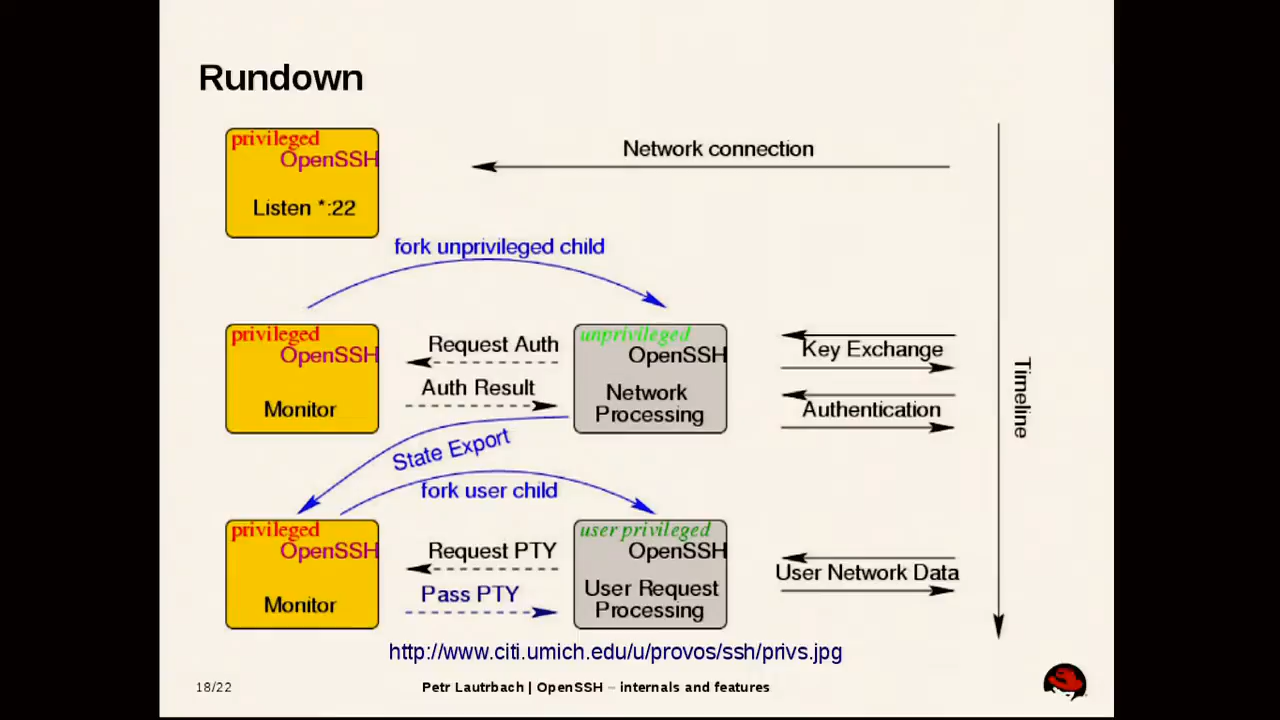 Rundown
privileged
OpenSSH
Listen *:22
Network connection
fork unprivileged child
privileged
OpenSSH
Monitor
Request Auth
Auth Result
unprivileged
OpenSSH
Network
Processing
Key Exchange
Authentication
Timeline
State Export
fork user child
privileged
OpenSSH
Monitor
Request PTY
Pass PTY
user privileged
OpenSSH
User Request
Processing
User Network Data
http://www.citi.umich.edu/u/provos/ssh/privs.jpg
18/22
Petr Lautrbach | OpenSSH – internals and features